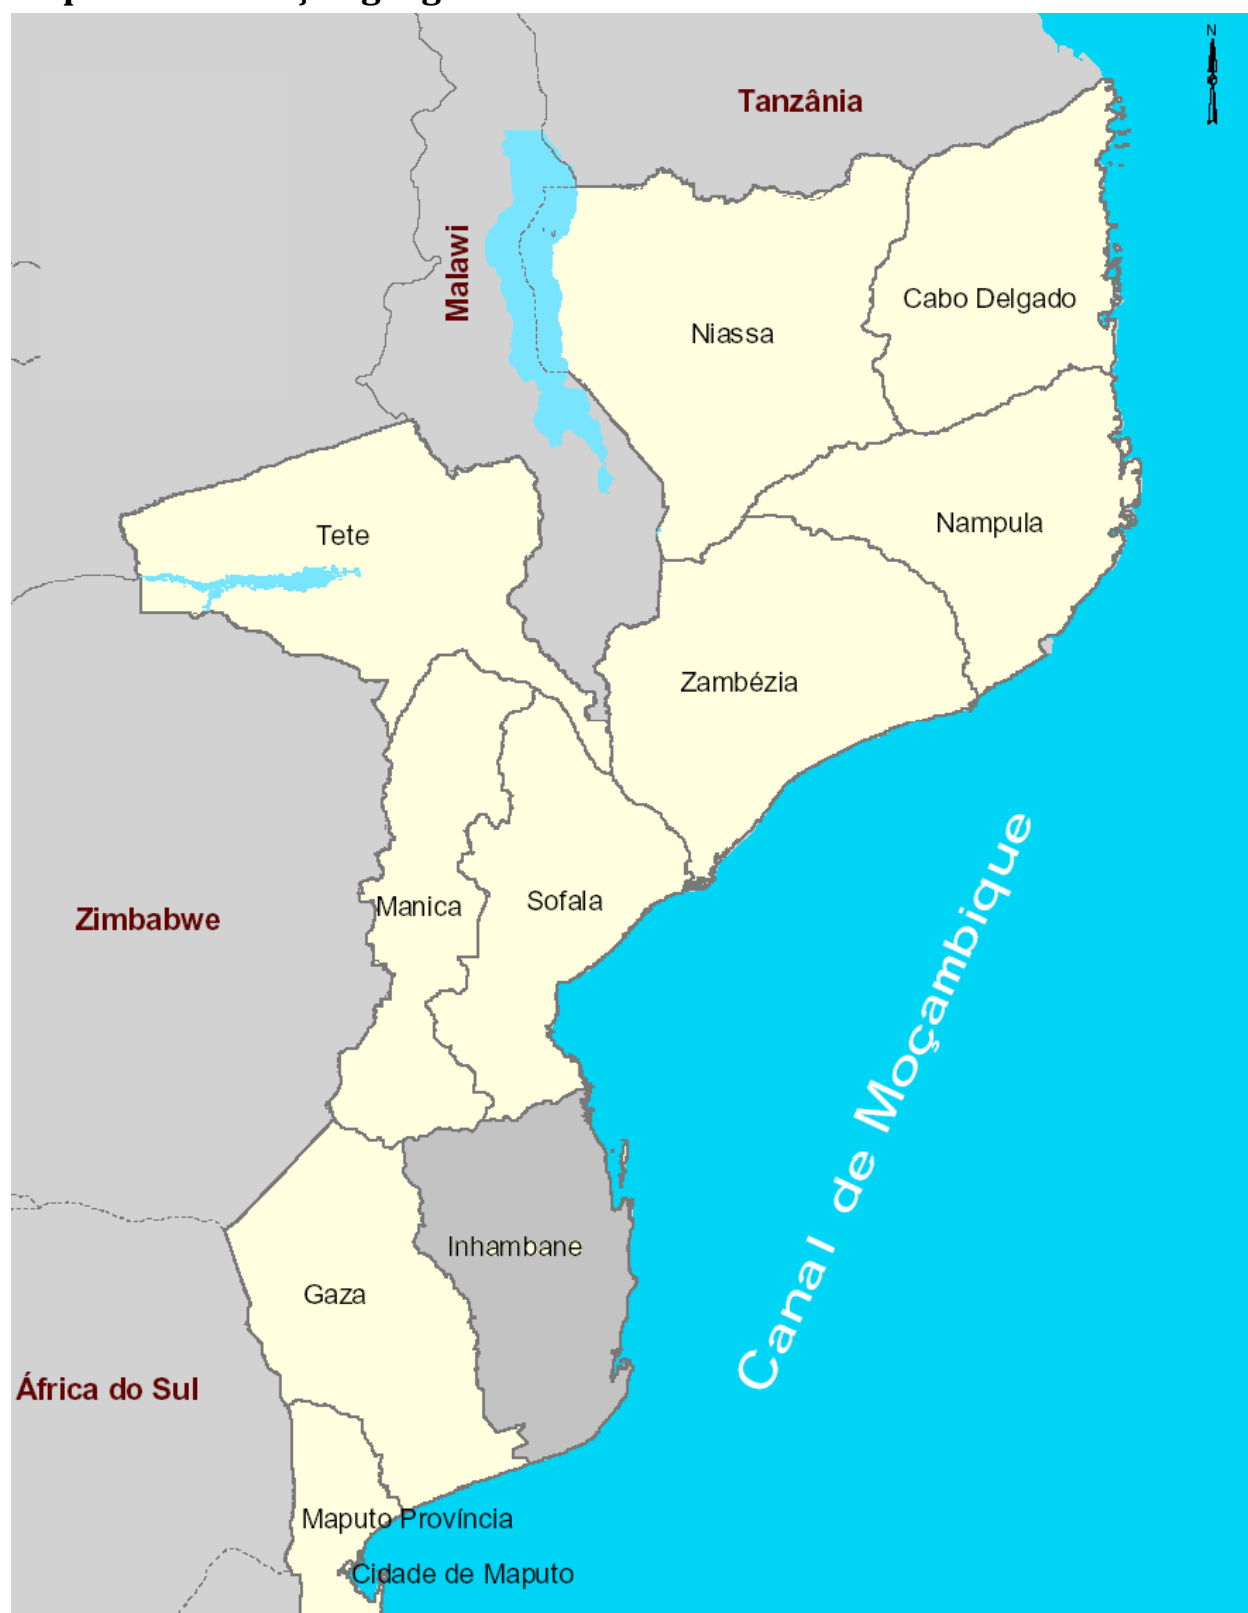 N
Tanzânia
Malawi
Cabo Delgado
Niassa
Nampula
Tete
Zambézia
Canal de Moçambique
Zimbabwe
Manica
Sofala
Inhambane
Gaza
África do Sul
Maputo Província
Cidade de Maputo